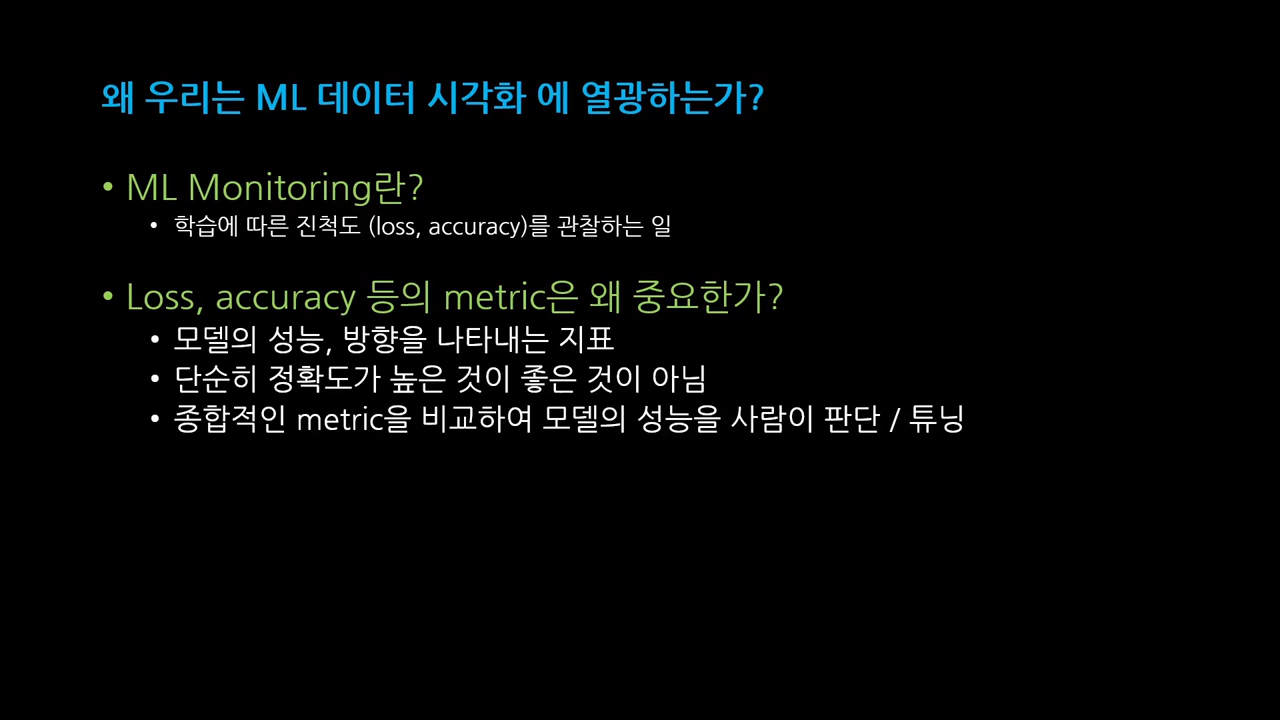 왜 우리는 ML 데이터 시각화 에 열광하는가?
• ML Monitoring란?
• 학습에 따른 진척도 (loss, accuracy)를 관찰하는 일
• Loss, accuracy 등의 metric은 왜 중요한가?
• 모델의 성능, 방향을 나타내는 지표
• 단순히 정확도가 높은 것이 좋은 것이 아님
• 종합적인 metric을 비교하여 모델의 성능을 사람이 판단 / 튜닝